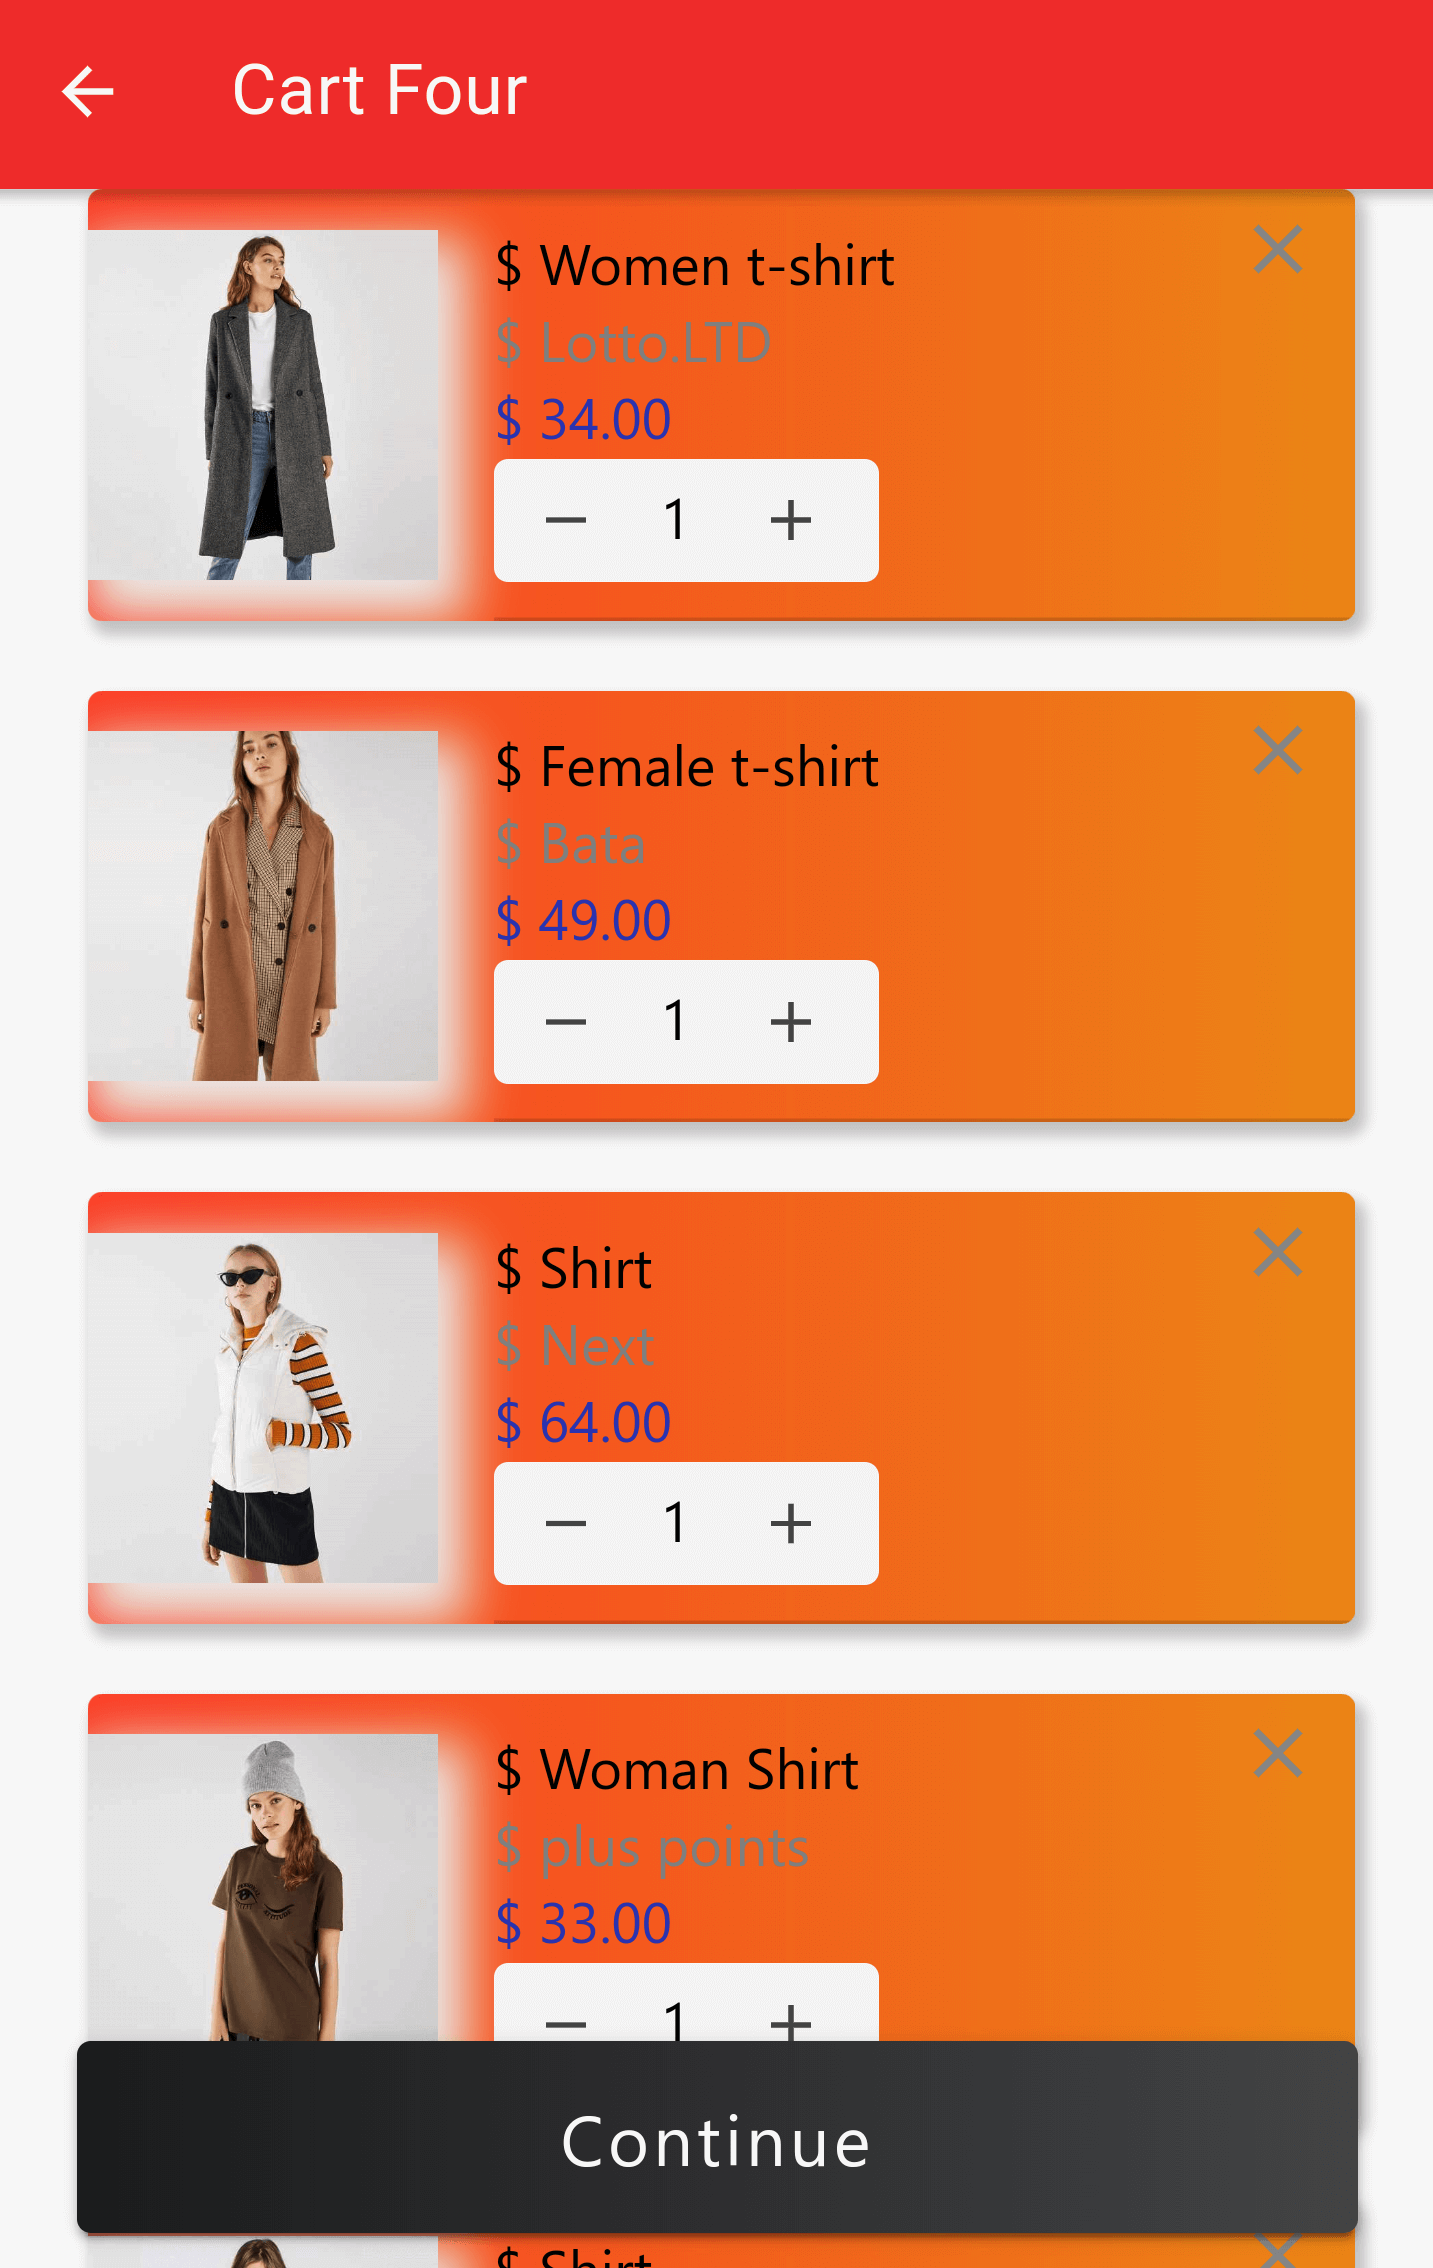 Cart Four
$ Women t-shirt
$ Lotto.LTD
$ 34.00
1
$ Female t-shirt
$ Bata
$ 49.00
1
$ Shirt
$ Next
$ 64.00
1
$ Woman Shirt
$ plus points
$ 33.00
1
Continue
$ Shirt